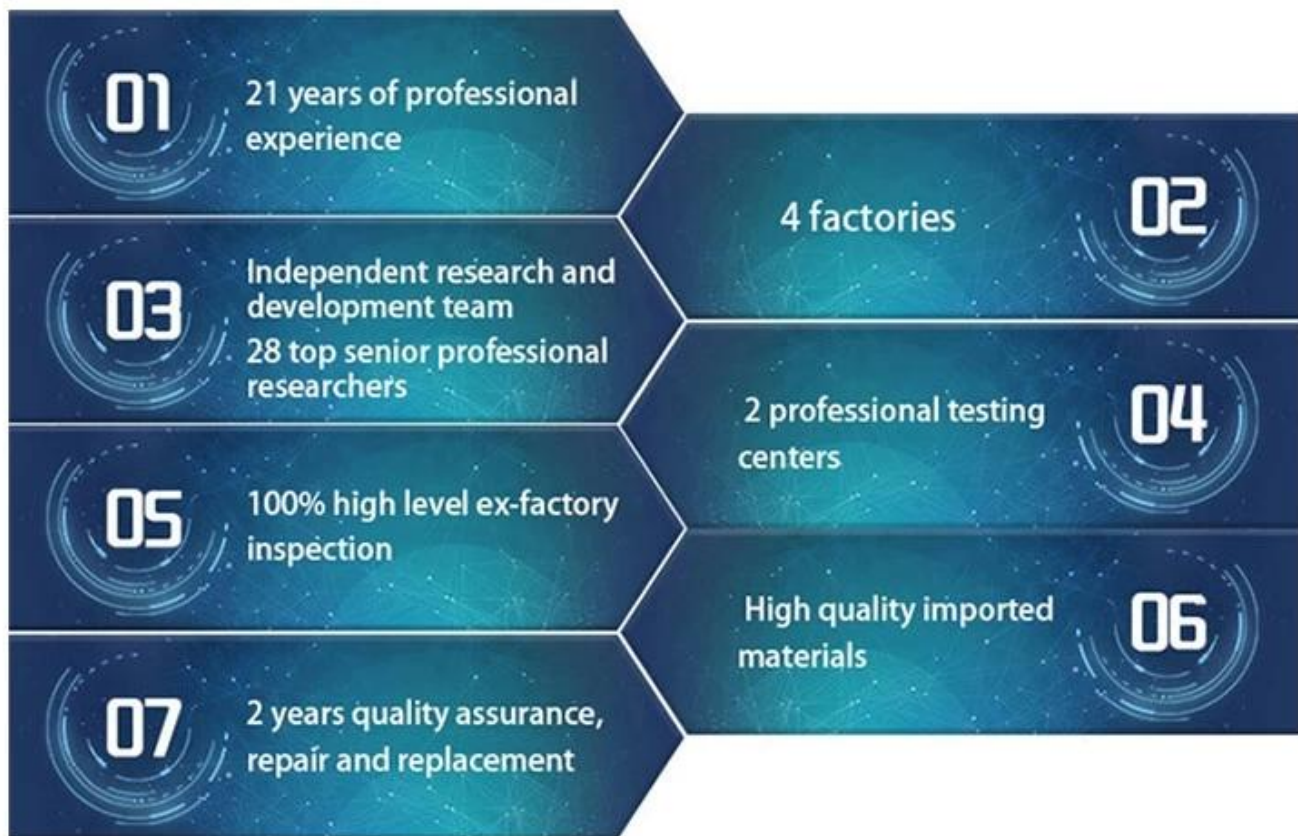 01
21 years of professional
experience
02
4 factories
03
Independent research and
development team
28 top senior professional
researchers
04
2 professional testing
centers
05
100% high level ex-factory
inspection
06
High quality imported
materials
07
2 years quality assurance,
repair and replacement